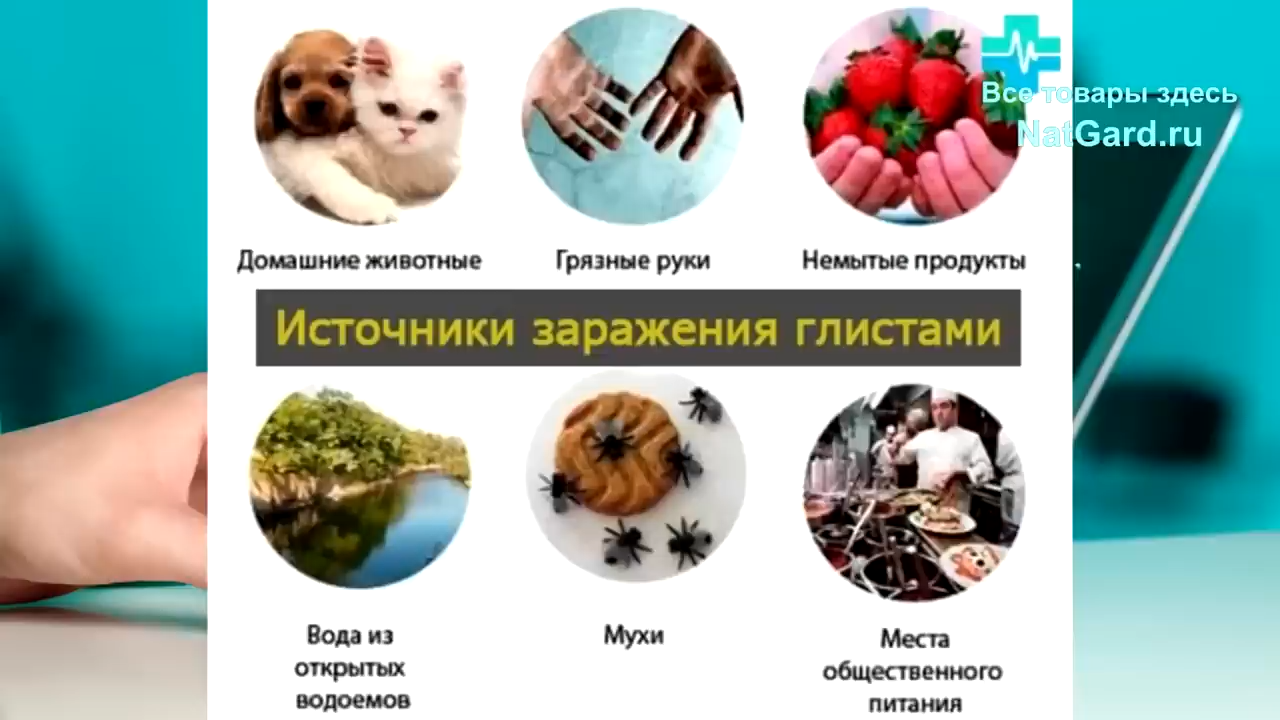 Все товары здесь
NatGard.ru
Домашние животные
Грязные руки
Немытые продукты
Источники заражения глистами
Вода из
открытых
водоемов
Мухи
Места
общественного
питания